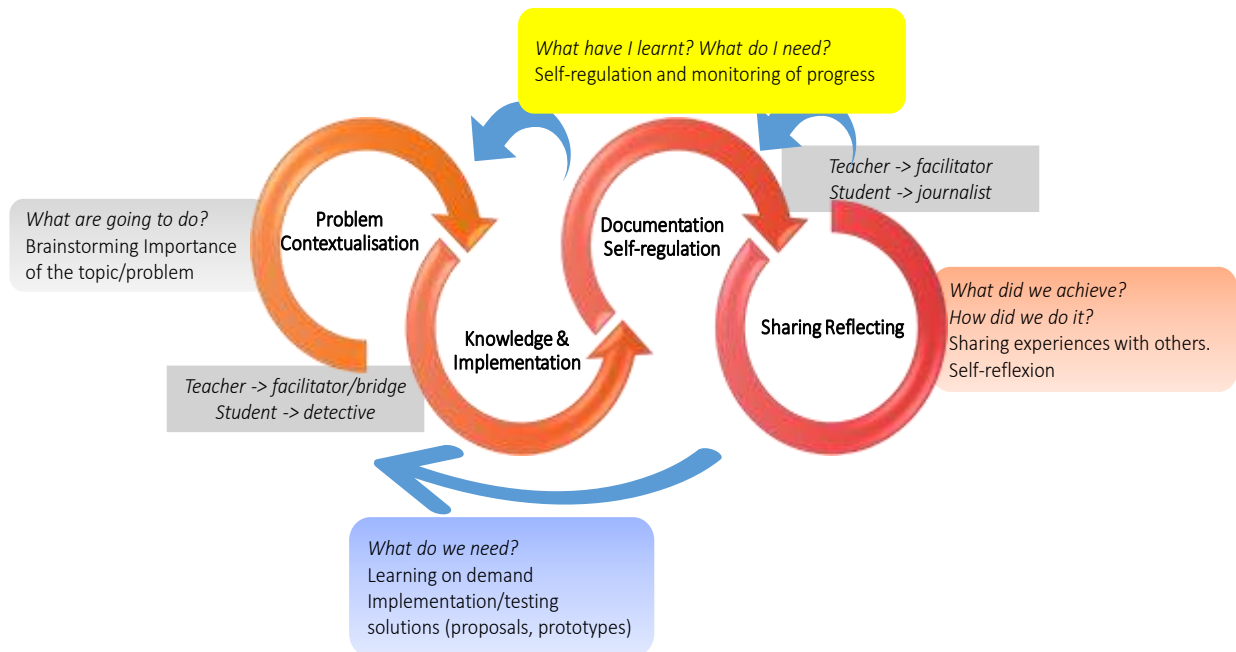 What have I learnt? What do I need?
Self-regulation and monitoring of progress
Teacher -> facilitator
Student -> journalist
What are going to do?
Brainstorming Importance
of the topic/problem
Problem
Contextualisation
Documentation
Self-regulation
Knowledge &
Implementation
Sharing Reflecting
What did we achieve?
How did we do it?
Sharing experiences with others.
Self-reflexion
Teacher -> facilitator/bridge
Student -> detective
What do we need?
Learning on demand
Implementation/testing
solutions (proposals, prototypes)